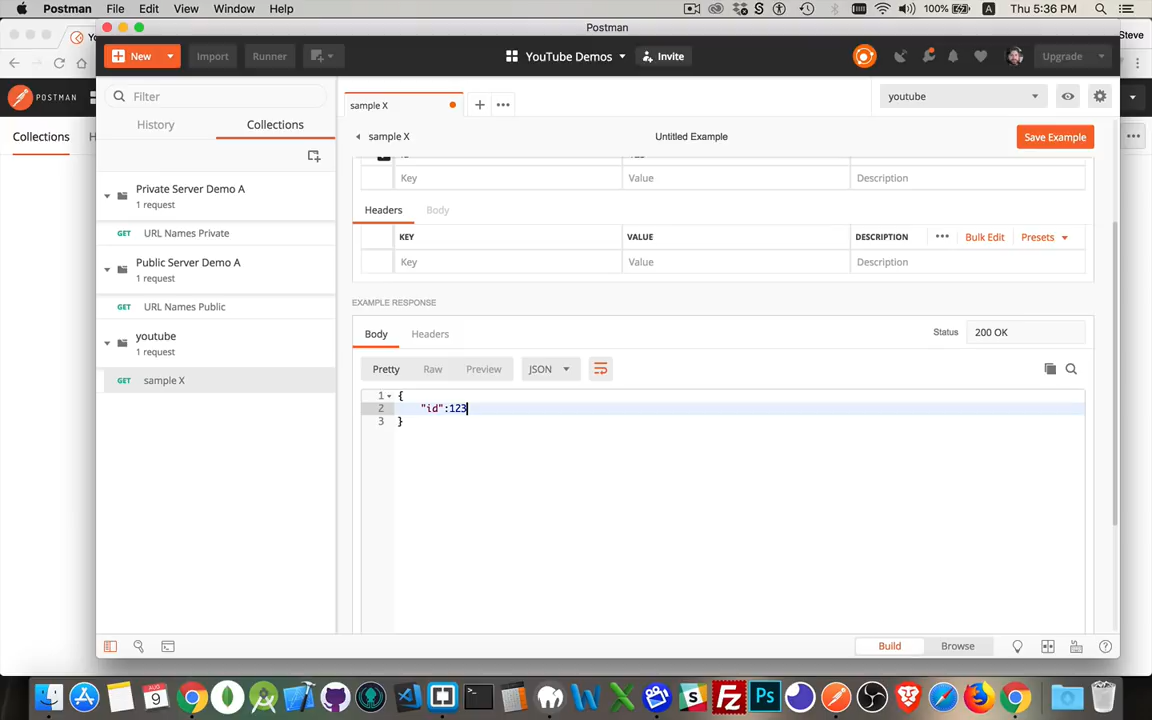 Postman File Edit View Window Help 100% Thu 5:36 PM
Postman
Steve
New Import Runner YouTube Demos Invite Upgrade
POSTMAN
Filter
sample X
youtube
History Collections
Collections
sample X Untitled Example Save Example
Key Value Description
Private Server Demo A
1 request
Headers Body
GET URL Names Private
KEY VALUE DESCRIPTION Bulk Edit Presets
Public Server Demo A
Key Value Description
1 request
GET URL Names Public
EXAMPLE RESPONSE
youtube
1 request
Body Headers Status 200 OK
Pretty Raw Preview JSON
GET sample X
1 {
2 "id":123
3 }
Build Browse
AUG
9
Fz
Ps